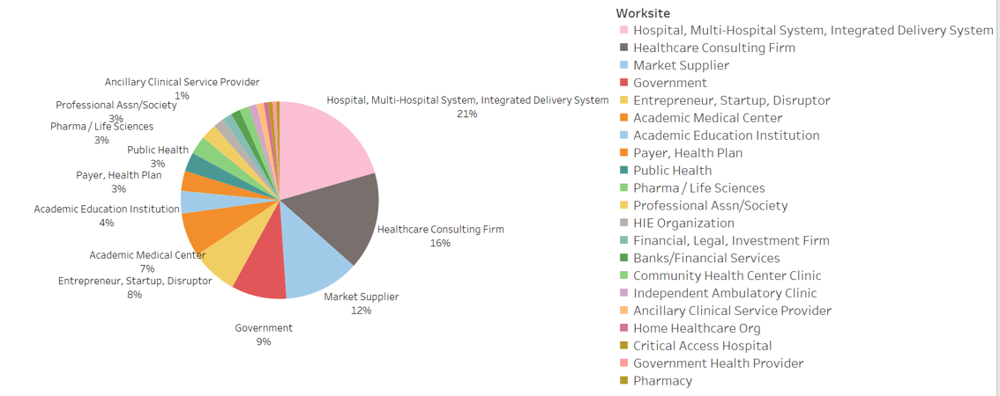 Ancillary Clinical Service Provider
1%
Professional Assn/Society
3%
Pharma / Life Sciences
3%
Public Health
3%
Payer, Health Plan
3%
Academic Education Institution
4%
Academic Medical Center
7%
Entrepreneur, Startup, Disruptor
8%
Government
9%
Market Supplier
12%
Healthcare Consulting Firm
16%
Hospital, Multi-Hospital System, Integrated Delivery System
21%
Worksite
Hospital, Multi-Hospital System, Integrated Delivery System
Healthcare Consulting Firm
Market Supplier
Government
Entrepreneur, Startup, Disruptor
Academic Medical Center
Academic Education Institution
Payer, Health Plan
Public Health
Pharma / Life Sciences
Professional Assn/Society
HIE Organization
Financial, Legal, Investment Firm
Banks/Financial Services
Community Health Center Clinic
Independent Ambulatory Clinic
Ancillary Clinical Service Provider
Home Healthcare Org
Critical Access Hospital
Government Health Provider
Pharmacy